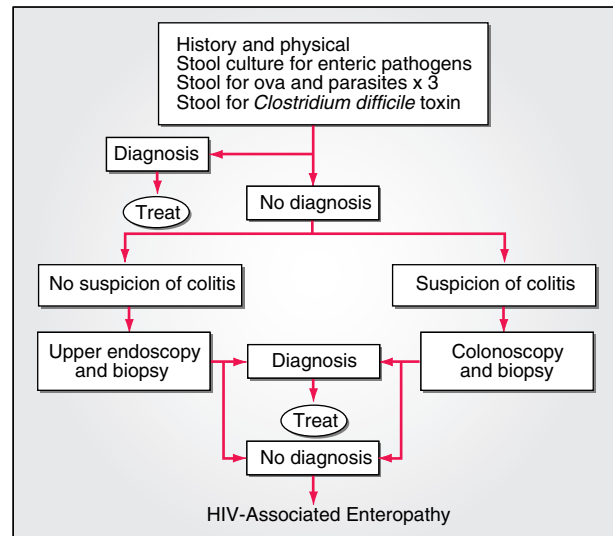 History and physical
Stool culture for enteric pathogens
Stool for ova and parasites x 3
Stool for Clostridium difficile toxin
Diagnosis
Treat
No diagnosis
No suspicion of colitis
Suspicion of colitis
Upper endoscopy
and biopsy
Diagnosis
Colonoscopy
and biopsy
Treat
No diagnosis
HIV-Associated Enteropathy